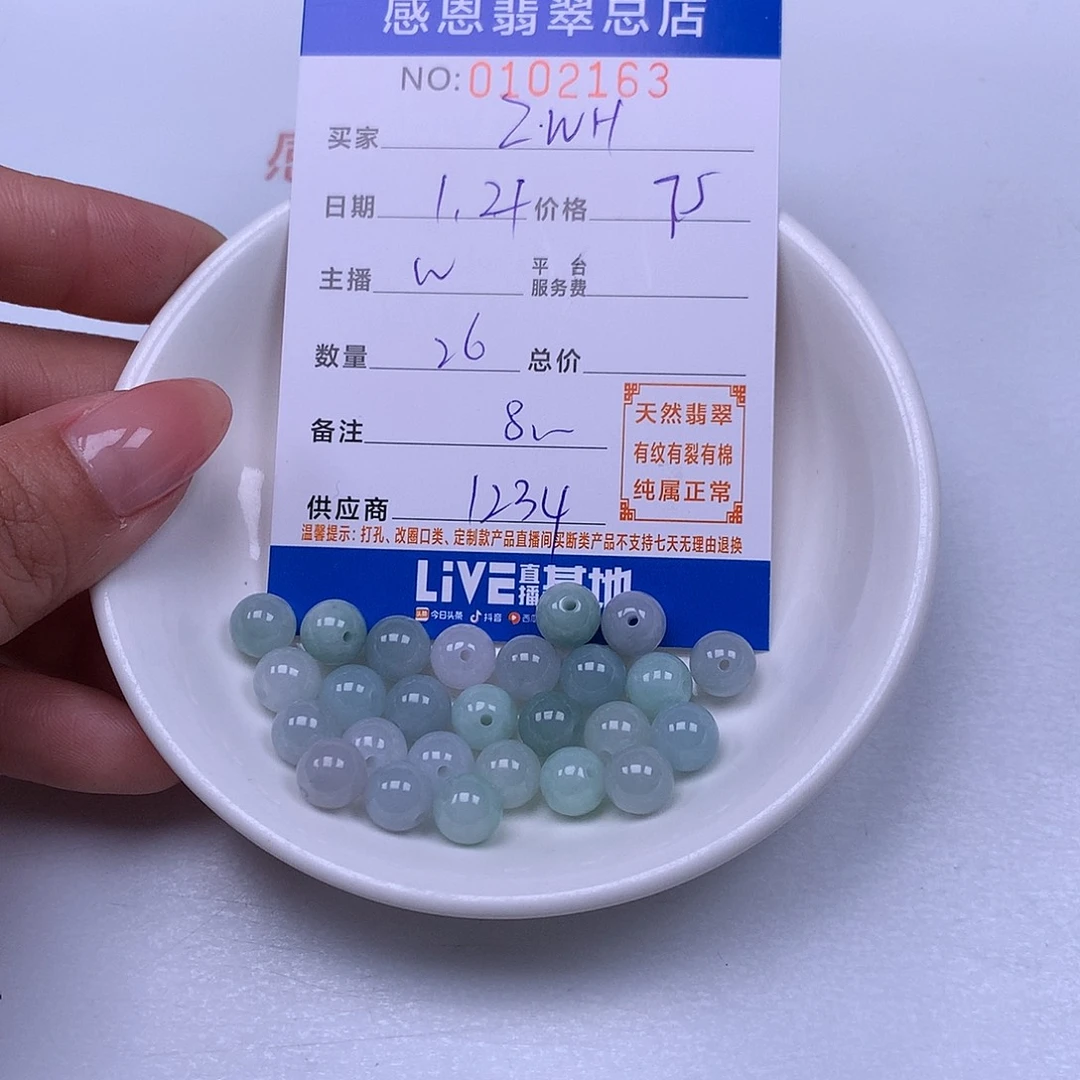 感恩翡翠总店
NO:0102163
买家 Z.WH
日期 1.24 价格 75
主播 W 平台服务费
数量 26 总价
备注 8
供应商 1234
天然翡翠
有纹有裂有棉
纯属正常
温馨提示：打孔、改圈口类、定制款产品直播间买断类产品不支持七天无理由退换
LiVE直播基地
今日头条 抖音 西瓜